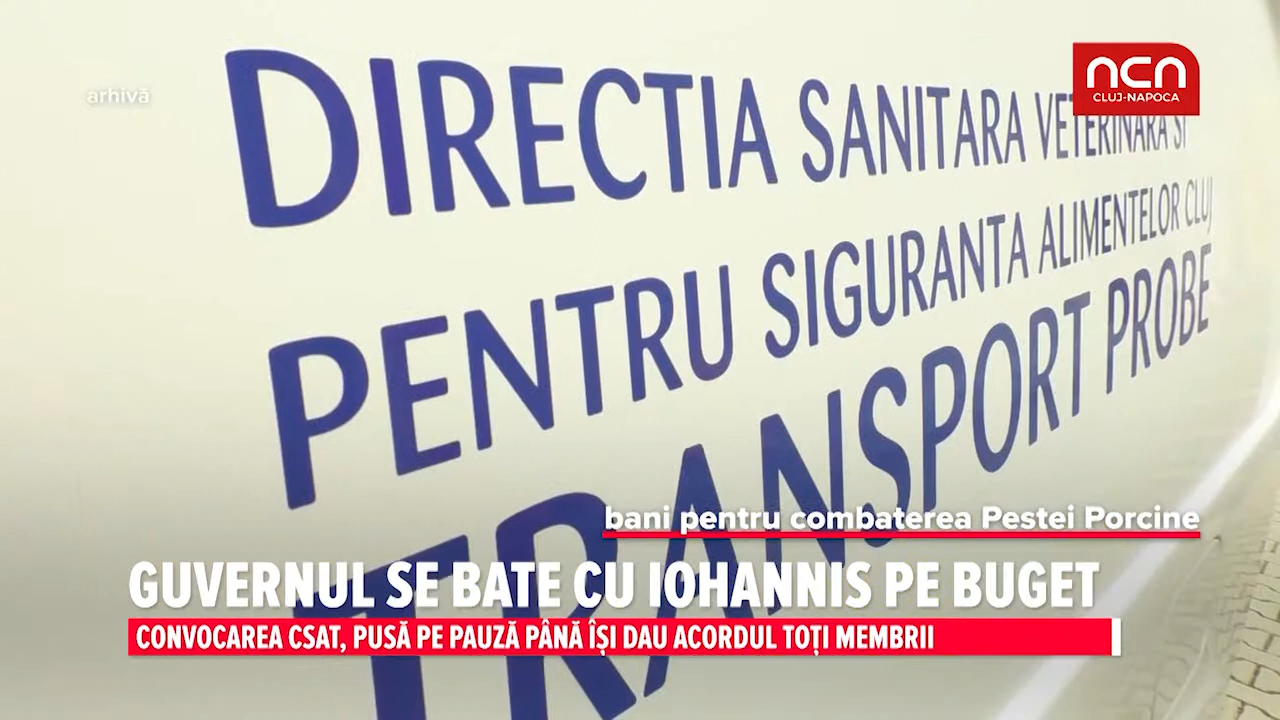 arhivă
ncn
CLUJ-NAPOCA
DIRECTIA SANITARA VETERINARA SI
PENTRU SIGURANTA ALIMENTELOR CLUJ
TRANSPORT PROBE
bani pentru combaterea Pestei Porcine
GUVERNUL SE BATE CU IOHANNIS PE BUGET
CONVOCAREA CSAT, PUSĂ PE PAUZĂ PÂNĂ ÎȘI DAU ACORDUL TOȚI MEMBRII